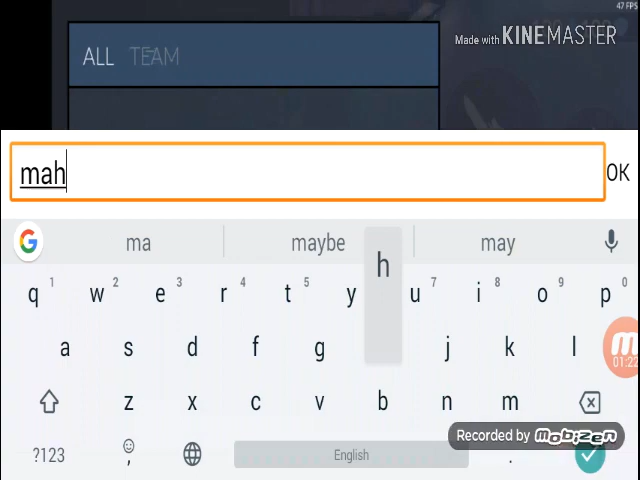 47 FPS
Made with KINEMASTER
ALL TEAM
mah
OK
ma maybe may
h
q 1 w 2 e 3 r 4 t 5 y u 7 i 8 o 9 p 0
a s d f g j k l
01:22
z x c v b n m
Recorded by mobizen
?123 , English .